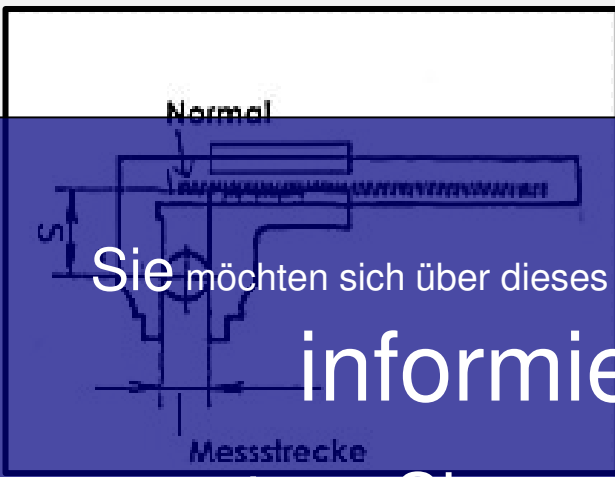 Normal
S
Sie möchten sich über dieses
informie
Messstrecke